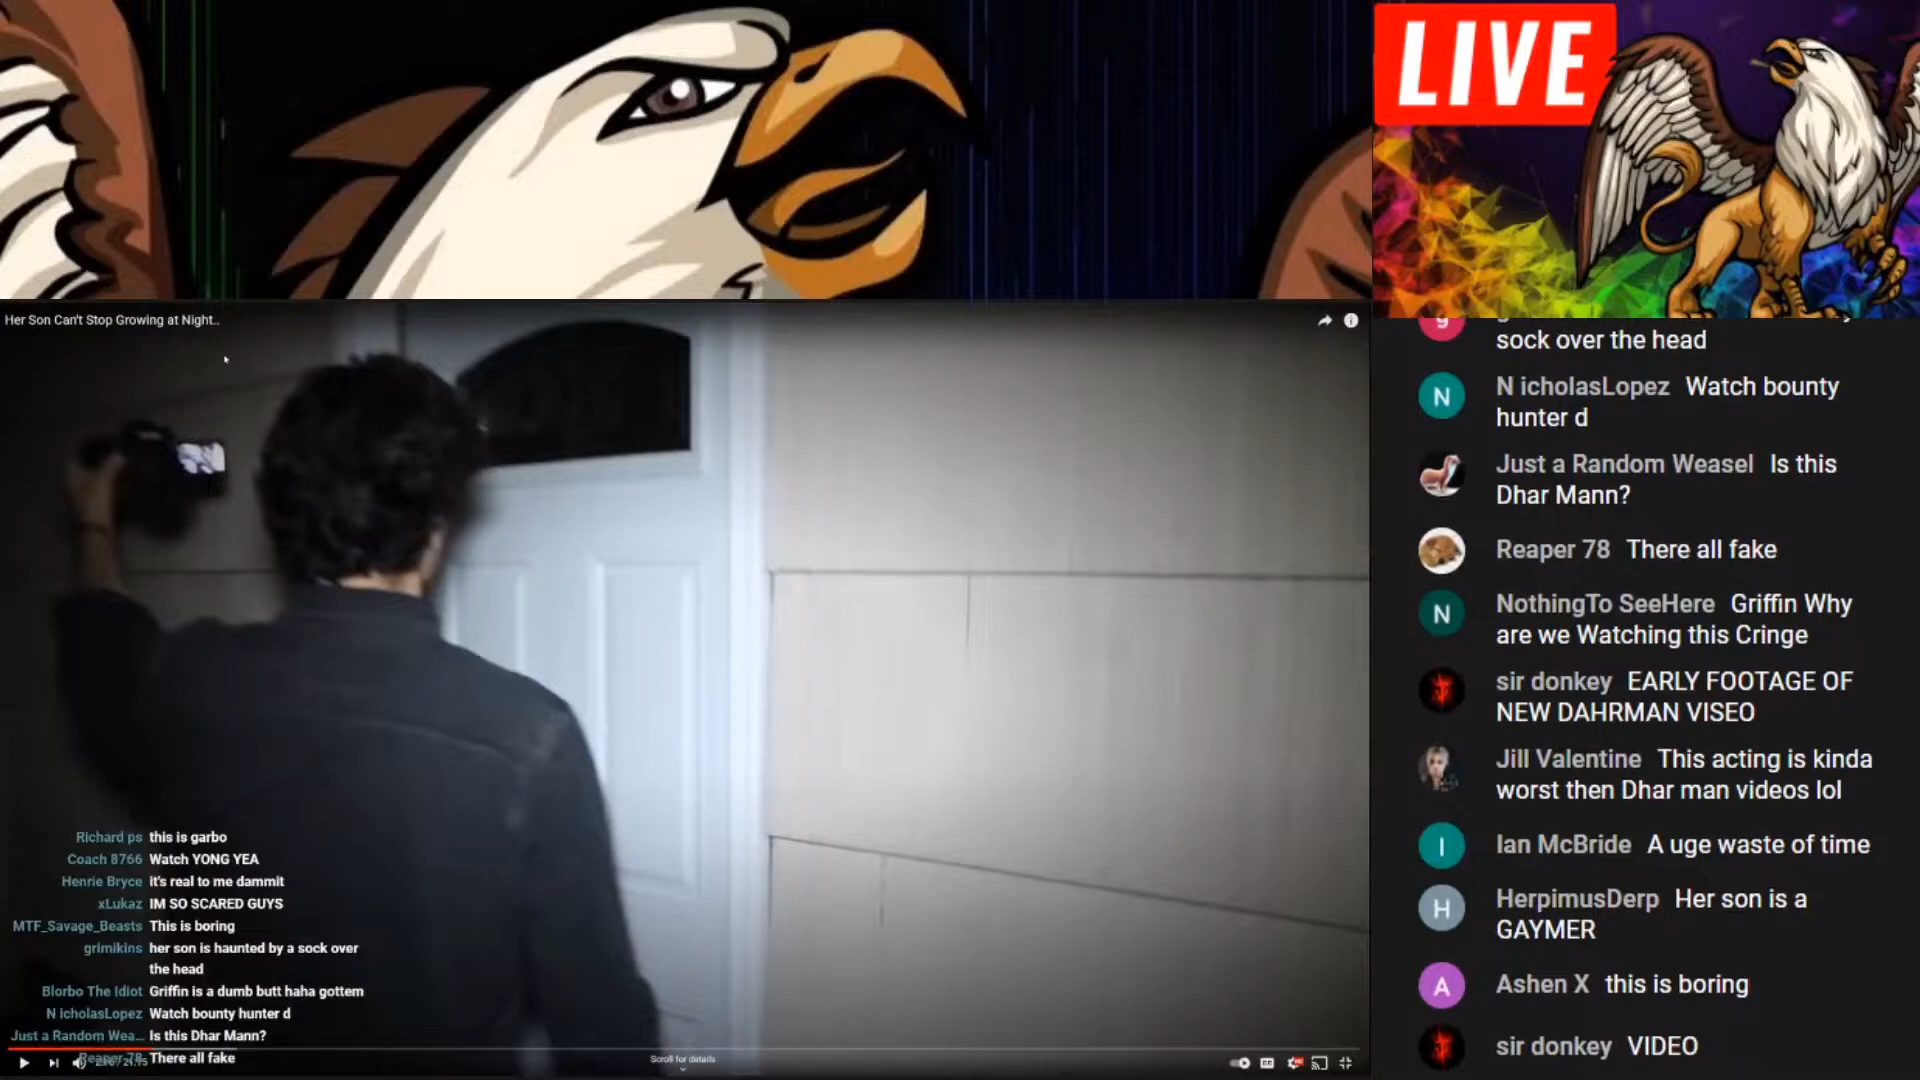 LIVE
Her Son Can't Stop Growing at Night..
sock over the head
N icholasLopez Watch bounty
hunter d
Just a Random Weasel Is this
Dhar Mann?
Reaper 78 There all fake
NothingTo SeeHere Griffin Why
are we Watching this Cringe
sir donkey EARLY FOOTAGE OF
NEW DAHRMAN VISEO
Jill Valentine This acting is kinda
worst then Dhar man videos lol
Ian McBride A uge waste of time
HerpimusDerp Her son is a
GAYMER
Ashen X this is boring
sir donkey VIDEO
N
N
I
H
A
Richard ps this is garbo
Coach 8766 Watch YONG YEA
Henrie Bryce it's real to me dammit
xLukaz IM SO SCARED GUYS
MTF_Savage_Beasts This is boring
grimikins her son is haunted by a sock over
the head
Blorbo The Idiot Griffin is a dumb butt haha gottem
N icholasLopez Watch bounty hunter d
Just a Random Wea... Is this Dhar Mann?
Reaper 78 There all fake
Scroll for details